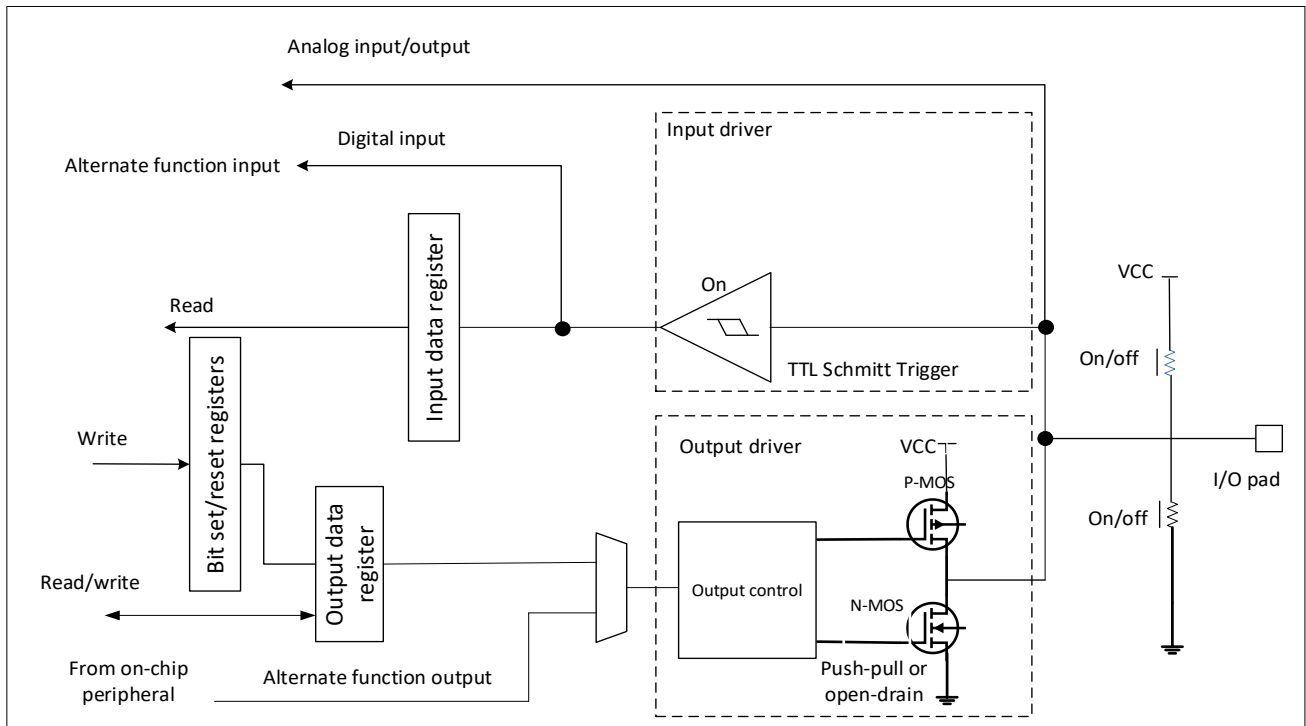 Analog input/output
Input driver
Digital input
Alternate function input
Input data register
On
VCC
Read
On/off
TTL Schmitt Trigger
Bit set/reset registers
Write
Output driver
VCC
P-MOS
I/O pad
Output data
register
On/off
Read/write
Output control
N-MOS
From on-chip
peripheral
Alternate function output
Push-pull or
open-drain